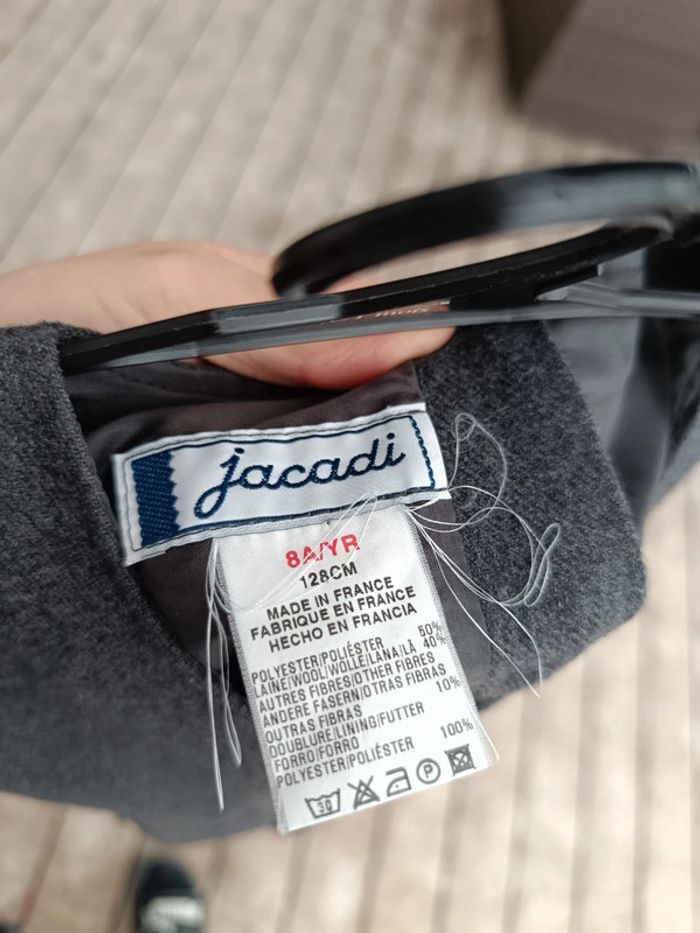 jacadi
8A/YR
128CM
MADE IN FRANCE
FABRIQUE EN FRANCE
HECHO EN FRANCIA
POLYESTER/POLIÉSTER 50%
LAINE/WOOL/WOLLE/LANA/LÃ 40%
AUTRES FIBRES/OTHER FIBRES
ANDERE FASERN/OTRAS FIBRAS
OUTRAS FIBRAS 10%
DOUBLURE/LINING/FUTTER
FORRO/FORRO
POLYESTER/POLIÉSTER 100%
30
P